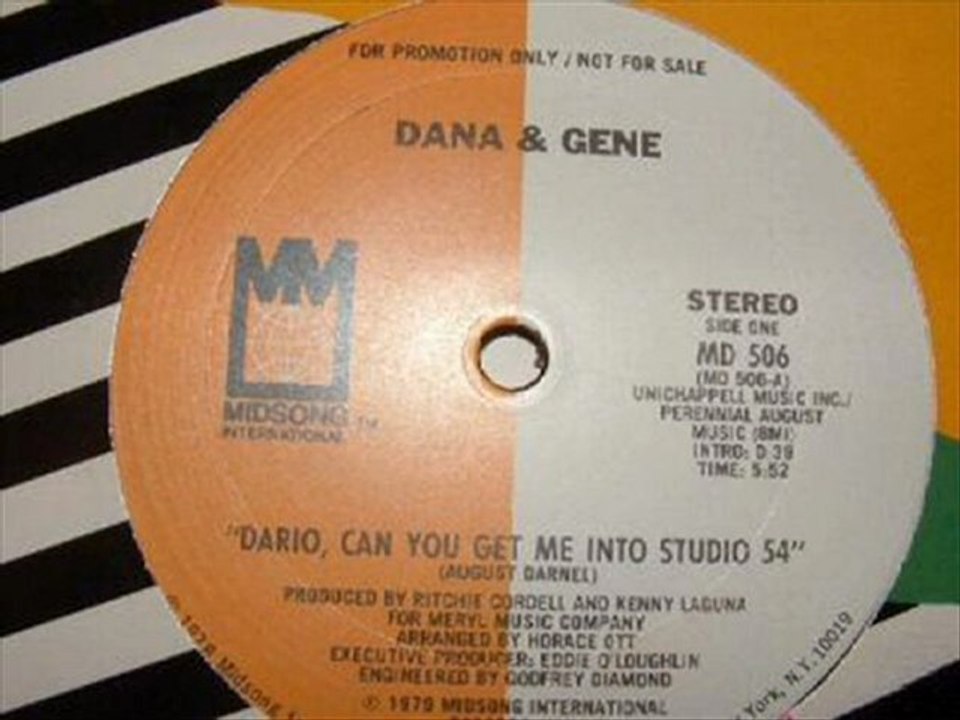 FOR PROMOTION ONLY / NOT FOR SALE
DANA & GENE
MM
MIDSONG TM
INTERNATIONAL
STEREO
SIDE ONE
MD 506
(MD 506-A)
UNICHAPPELL MUSIC INC./
PERENNIAL AUGUST
MUSIC (BMI)
INTRO: 0:39
TIME: 5:52
"DARIO, CAN YOU GET ME INTO STUDIO 54"
(AUGUST DARNEL)
PRODUCED BY RITCHIE CORDELL AND KENNY LAGUNA
FOR MERYL MUSIC COMPANY
ARRANGED BY HORACE OTT
EXECUTIVE PRODUCER: EDDIE O'LOUGHLIN
ENGINEERED BY GODFREY DIAMOND
℗ 1979 MIDSONG INTERNATIONAL
Midsong
York, N.Y. 10019